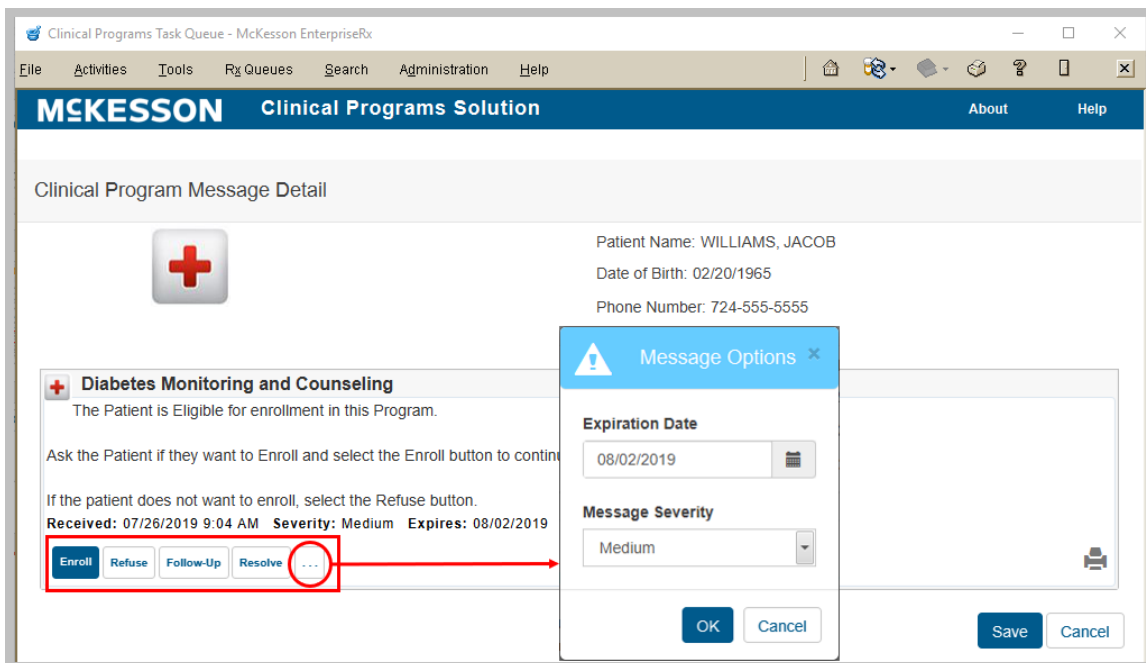 Clinical Programs Task Queue - McKesson EnterpriseRx
File Activities Tools Rx Queues Search Administration Help
MCKESSON Clinical Programs Solution About Help
Clinical Program Message Detail
Patient Name: WILLIAMS, JACOB
Date of Birth: 02/20/1965
Phone Number: 724-555-5555
Message Options ×
Expiration Date
08/02/2019
Message Severity
Medium
OK Cancel
Diabetes Monitoring and Counseling
The Patient is Eligible for enrollment in this Program.
Ask the Patient if they want to Enroll and select the Enroll button to contin
If the patient does not want to enroll, select the Refuse button.
Received: 07/26/2019 9:04 AM Severity: Medium Expires: 08/02/2019
Enroll Refuse Follow-Up Resolve ...
Save Cancel